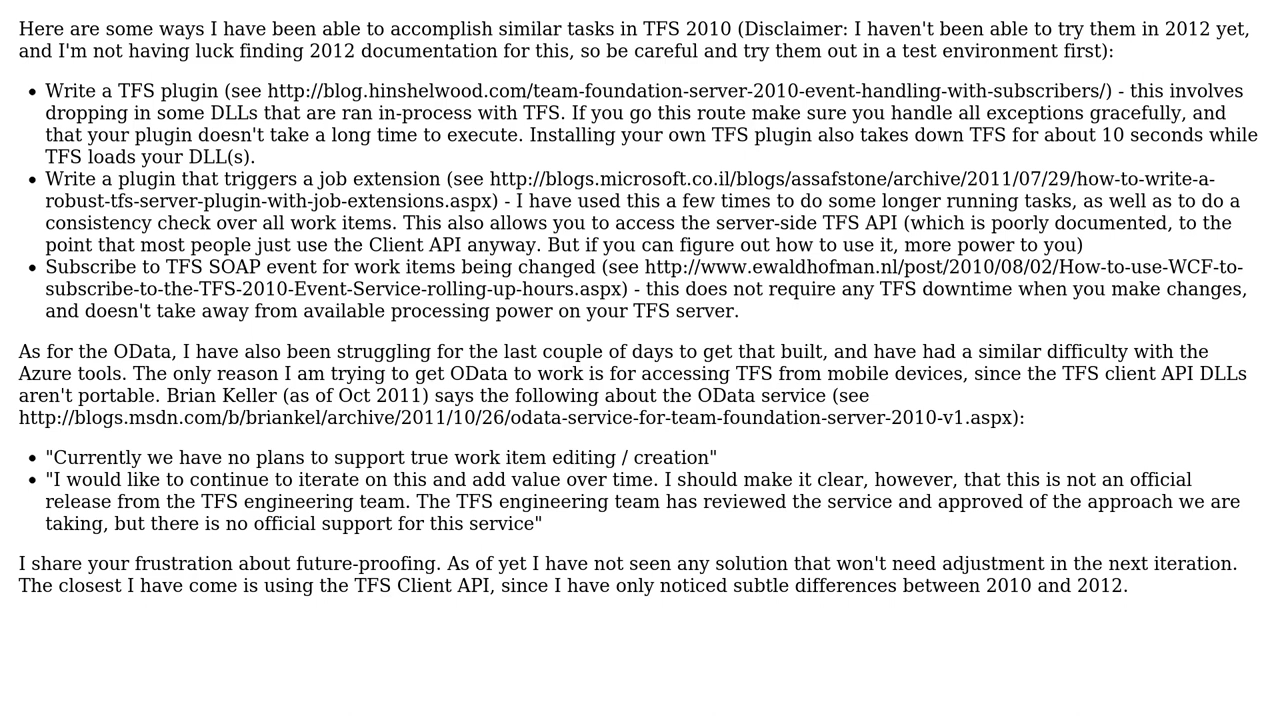 Here are some ways I have been able to accomplish similar tasks in TFS 2010 (Disclaimer: I haven't been able to try them in 2012 yet,
and I'm not having luck finding 2012 documentation for this, so be careful and try them out in a test environment first):
• Write a TFS plugin (see http://blog.hinshelwood.com/team-foundation-server-2010-event-handling-with-subscribers/) - this involves
dropping in some DLLs that are ran in-process with TFS. If you go this route make sure you handle all exceptions gracefully, and
that your plugin doesn't take a long time to execute. Installing your own TFS plugin also takes down TFS for about 10 seconds while
TFS loads your DLL(s).
• Write a plugin that triggers a job extension (see http://blogs.microsoft.co.il/blogs/assafstone/archive/2011/07/29/how-to-write-a-
robust-tfs-server-plugin-with-job-extensions.aspx) - I have used this a few times to do some longer running tasks, as well as to do a
consistency check over all work items. This also allows you to access the server-side TFS API (which is poorly documented, to the
point that most people just use the Client API anyway. But if you can figure out how to use it, more power to you)
• Subscribe to TFS SOAP event for work items being changed (see http://www.ewaldhofman.nl/post/2010/08/02/How-to-use-WCF-to-
subscribe-to-the-TFS-2010-Event-Service-rolling-up-hours.aspx) - this does not require any TFS downtime when you make changes,
and doesn't take away from available processing power on your TFS server.
As for the OData, I have also been struggling for the last couple of days to get that built, and have had a similar difficulty with the
Azure tools. The only reason I am trying to get OData to work is for accessing TFS from mobile devices, since the TFS client API DLLs
aren't portable. Brian Keller (as of Oct 2011) says the following about the OData service (see
http://blogs.msdn.com/b/briankel/archive/2011/10/26/odata-service-for-team-foundation-server-2010-v1.aspx):
• "Currently we have no plans to support true work item editing / creation"
• "I would like to continue to iterate on this and add value over time. I should make it clear, however, that this is not an official
release from the TFS engineering team. The TFS engineering team has reviewed the service and approved of the approach we are
taking, but there is no official support for this service"
I share your frustration about future-proofing. As of yet I have not seen any solution that won't need adjustment in the next iteration.
The closest I have come is using the TFS Client API, since I have only noticed subtle differences between 2010 and 2012.